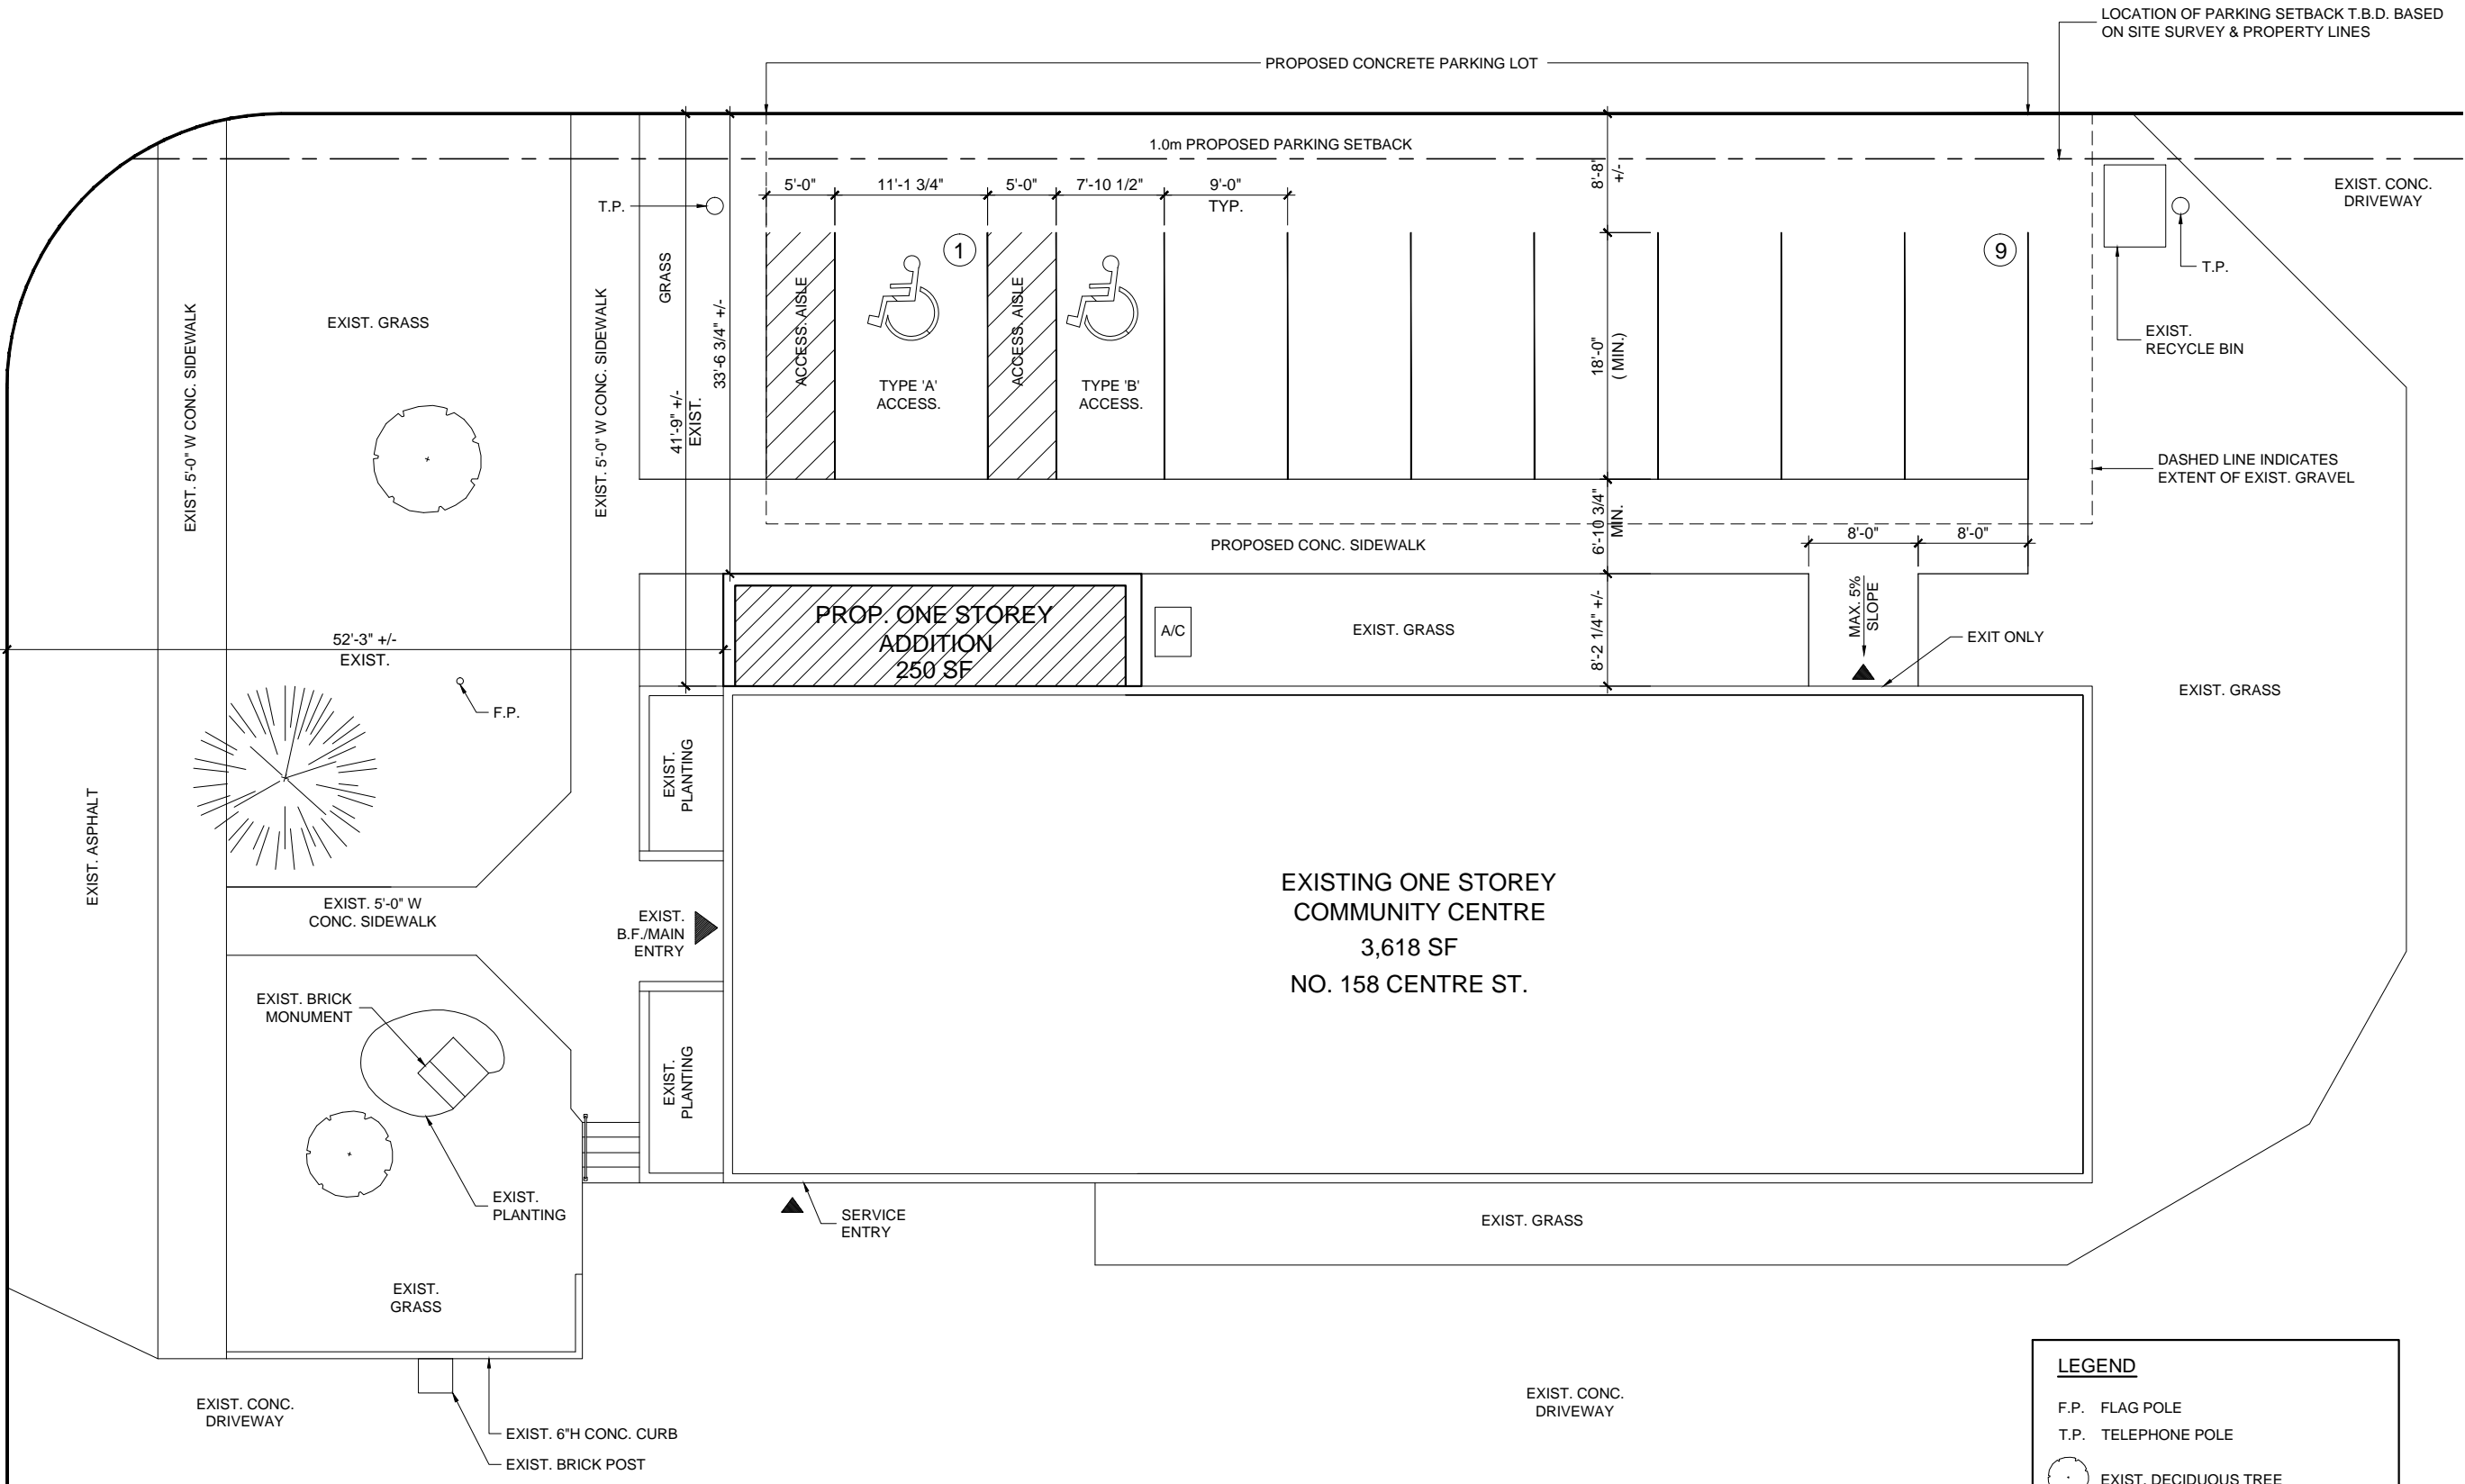 LOCATION OF PARKING SETBACK T.B.D. BASED
ON SITE SURVEY & PROPERTY LINES
PROPOSED CONCRETE PARKING LOT
1.0m PROPOSED PARKING SETBACK
5'-0"
11'-1 3/4"
5'-0"
7'-10 1/2"
9'-0"
TYP.
8'-8"
+/-
EXIST. CONC.
DRIVEWAY
T.P.
T.P.
1
9
GRASS
33'-6 3/4" +/-
41'-9" +/-
EXIST.
EXIST. GRASS
EXIST. 5'-0" W CONC. SIDEWALK
EXIST. 5'-0" W CONC. SIDEWALK
ACCESS. AISLE
TYPE 'A'
ACCESS.
ACCESS. AISLE
TYPE 'B'
ACCESS.
18'-0"
( MIN.)
EXIST.
RECYCLE BIN
DASHED LINE INDICATES
EXTENT OF EXIST. GRAVEL
6'-10 3/4"
MIN.
PROPOSED CONC. SIDEWALK
8'-0"
8'-0"
PROP. ONE STOREY
ADDITION
250 SF
A/C
EXIST. GRASS
8'-2 1/4" +/-
MAX. 5%
SLOPE
EXIT ONLY
52'-3" +/-
EXIST.
F.P.
EXIST. GRASS
EXIST.
PLANTING
EXIST. ASPHALT
EXIST. 5'-0" W
CONC. SIDEWALK
EXIST.
B.F./MAIN
ENTRY
EXISTING ONE STOREY
COMMUNITY CENTRE
3,618 SF
NO. 158 CENTRE ST.
EXIST. BRICK
MONUMENT
EXIST.
PLANTING
EXIST.
PLANTING
SERVICE
ENTRY
EXIST. GRASS
EXIST.
GRASS
EXIST. CONC.
DRIVEWAY
EXIST. 6"H CONC. CURB
EXIST. BRICK POST
EXIST. CONC.
DRIVEWAY
LEGEND
F.P. FLAG POLE
T.P. TELEPHONE POLE
EXIST. DECIDUOUS TREE